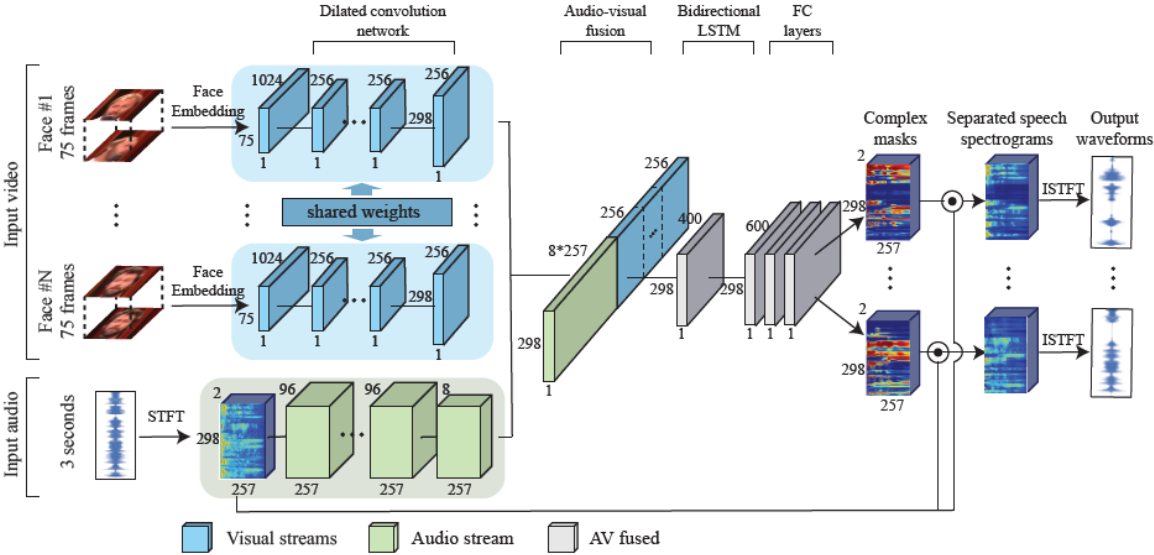 Dilated convolution
network
Audio-visual
fusion
Bidirectional
LSTM
FC
layers
Input video
Face #1
75 frames
Face
Embedding
1024
256
256
256
75
298
1
1
1
1
shared weights
Face #N
75 frames
Face
Embedding
1024
256
256
256
75
298
1
1
1
1
Input audio
3 seconds
STFT
2
96
96
8
298
257
257
257
257
8*257
256
256
298
1
400
298
1
600
298
1
1
1
Complex
masks
2
298
257
2
298
257
Separated speech
spectrograms
ISTFT
ISTFT
Output
waveforms
Visual streams
Audio stream
AV fused